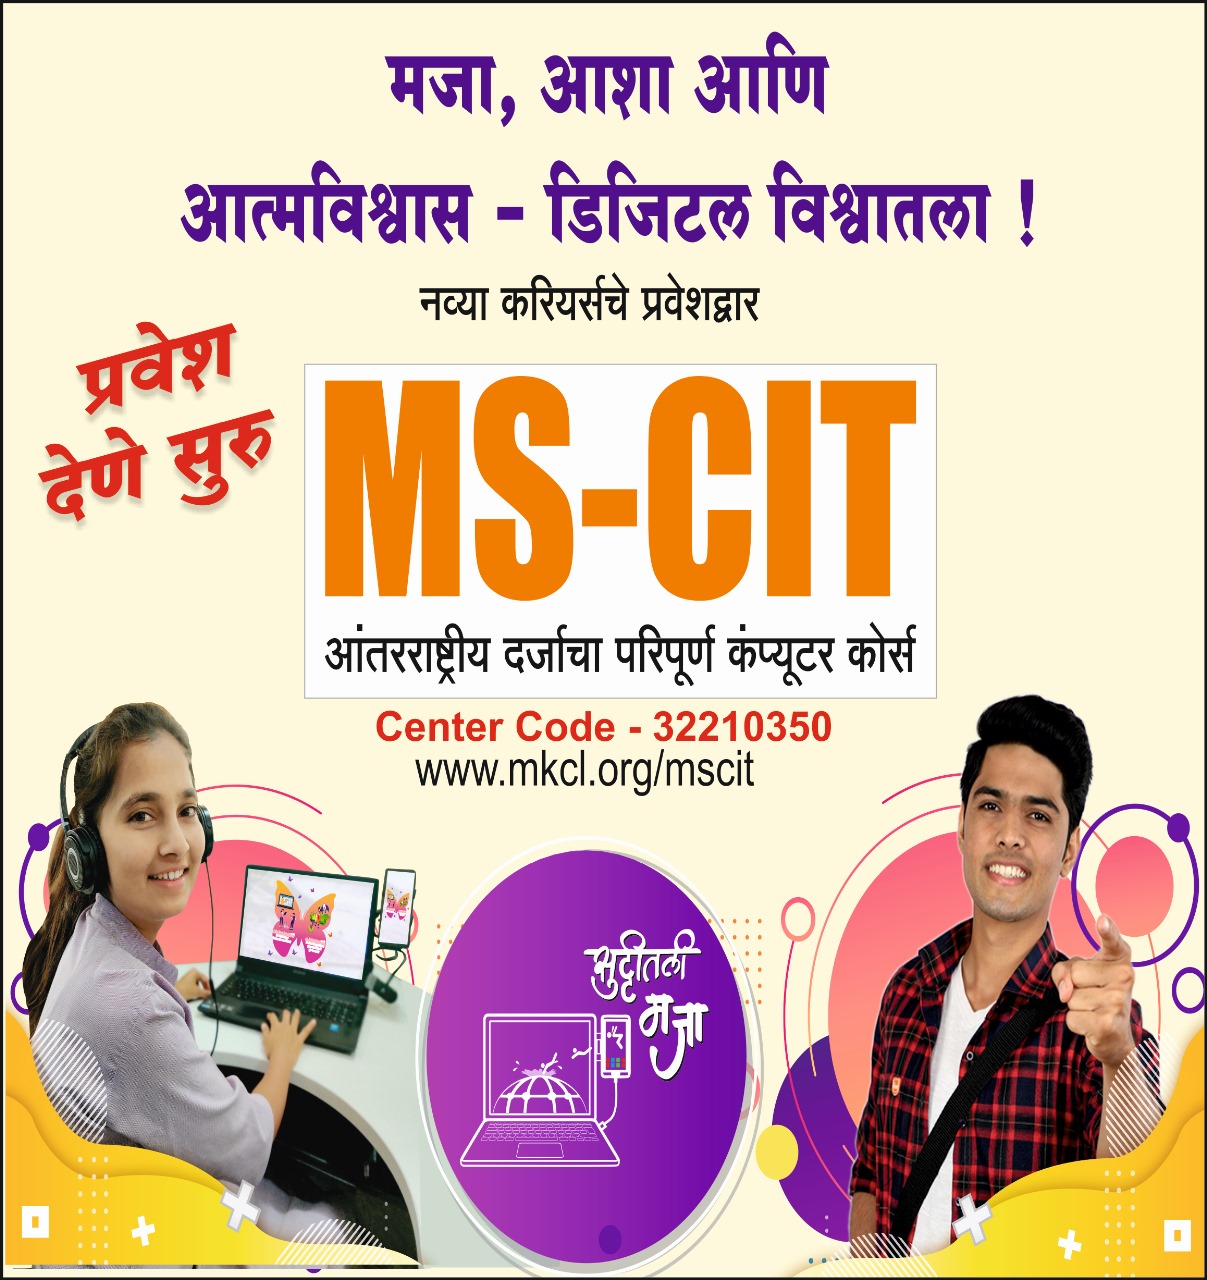 मजा, आशा आणि
आत्मविश्वास - डिजिटल विश्वातला !
नव्या करियर्सचे प्रवेशद्वार
प्रवेश
देणे सुरु
MS-CIT
आंतरराष्ट्रीय दर्जाचा परिपूर्ण कंप्यूटर कोर्स
Center Code - 32210350
www.mkcl.org/mscit
सुट्टीतली
मजा